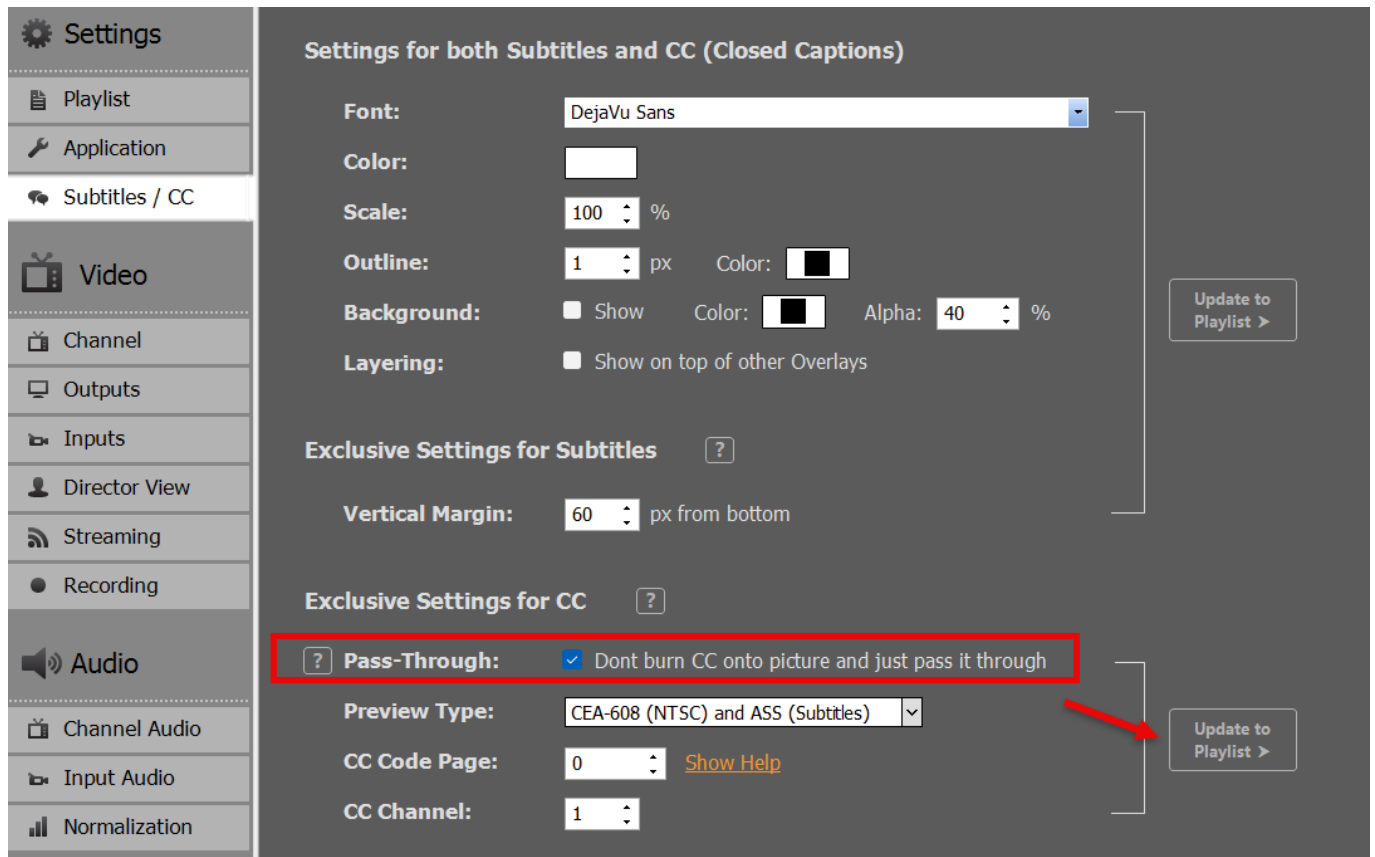 Settings
Playlist
Application
Subtitles / CC
Video
Channel
Outputs
Inputs
Director View
Streaming
Recording
Audio
Channel Audio
Input Audio
Normalization
Settings for both Subtitles and CC (Closed Captions)
Font: DejaVu Sans
Color:
Scale: 100 %
Outline: 1 px Color:
Background: Show Color: Alpha: 40 %
Layering: Show on top of other Overlays
Update to
Playlist ➤
Exclusive Settings for Subtitles ?
Vertical Margin: 60 px from bottom
Exclusive Settings for CC ?
? Pass-Through: Dont burn CC onto picture and just pass it through
Preview Type: CEA-608 (NTSC) and ASS (Subtitles)
CC Code Page: 0 Show Help
CC Channel: 1
Update to
Playlist ➤